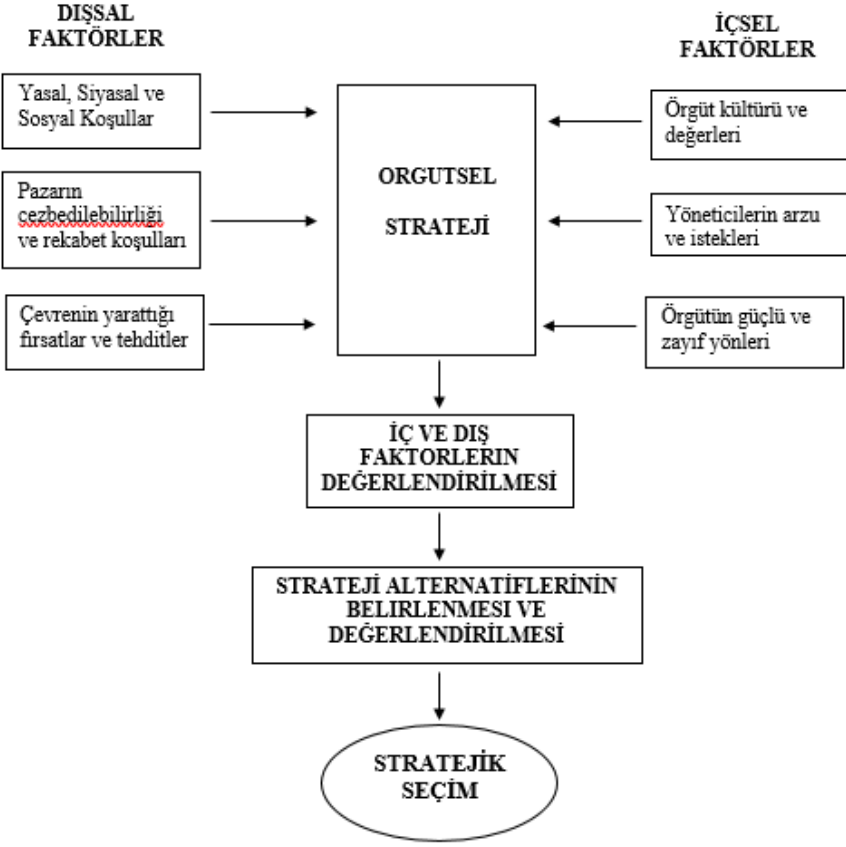 DIŞSAL
FAKTÖRLER
Yasal, Siyasal ve
Sosyal Koşullar
Pazarın
cezbedilebilirliği
ve rekabet koşulları
Çevrenin yarattığı
fırsatlar ve tehditler
ORGUTSEL
STRATEJİ
İÇSEL
FAKTÖRLER
Örgüt kültürü ve
değerleri
Yöneticilerin arzu
ve istekleri
Örgütün güçlü ve
zayıf yönleri
İÇ VE DIŞ
FAKTORLERIN
DEĞERLENDİRİLMESİ
STRATEJİ ALTERNATİFLERİNİN
BELIRLENMESI VE
DEĞERLENDİRİLMESİ
STRATEJİK
SEÇİM